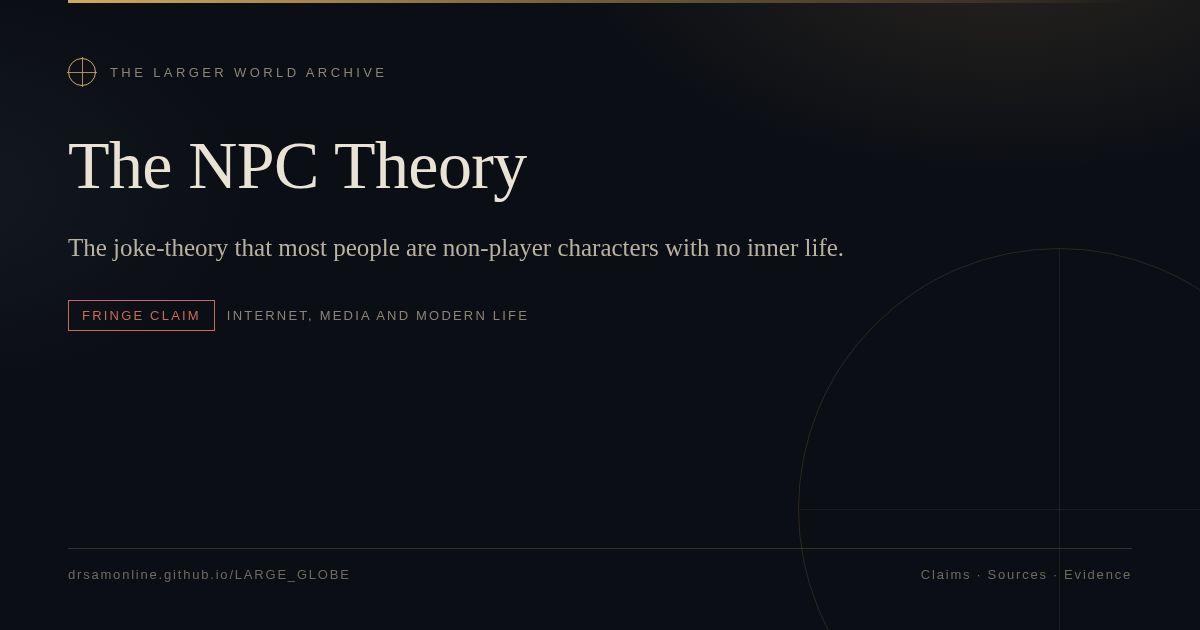 THE LARGER WORLD ARCHIVE
The NPC Theory
The joke-theory that most people are non-player characters with no inner life.
FRINGE CLAIM INTERNET, MEDIA AND MODERN LIFE
drsamonline.github.io/LARGE_GLOBE Claims · Sources · Evidence